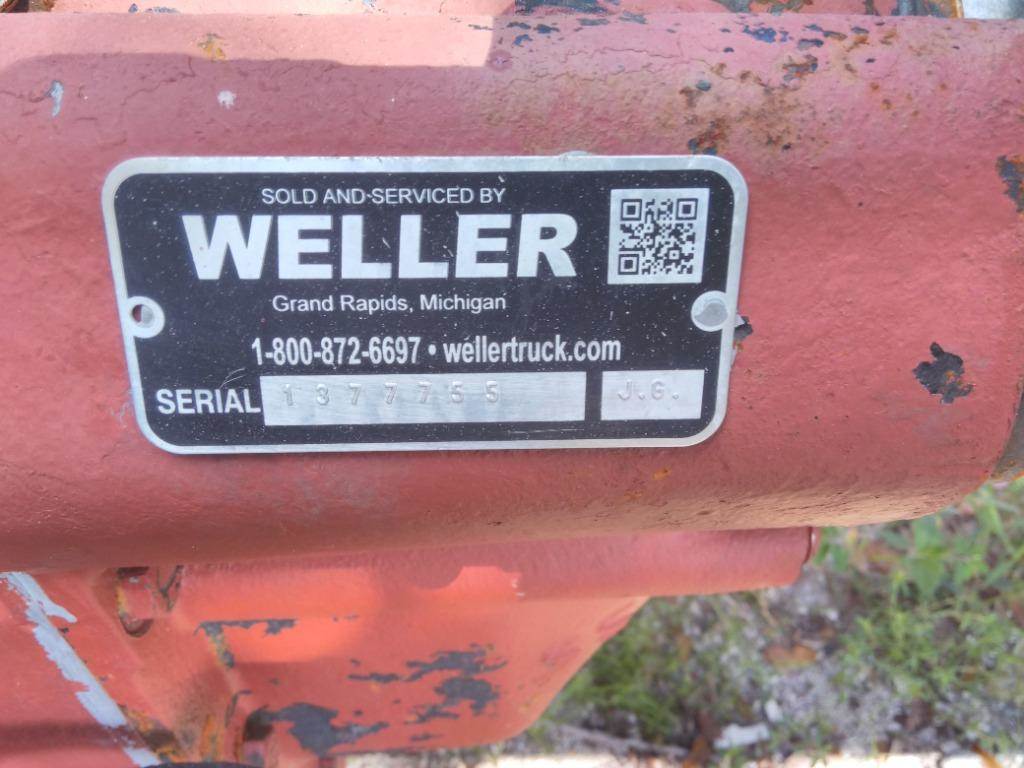 SOLD AND SERVICED BY
WELLER
Grand Rapids, Michigan
1-800-872-6697 • wellertruck.com
SERIAL 1377755 J.G.